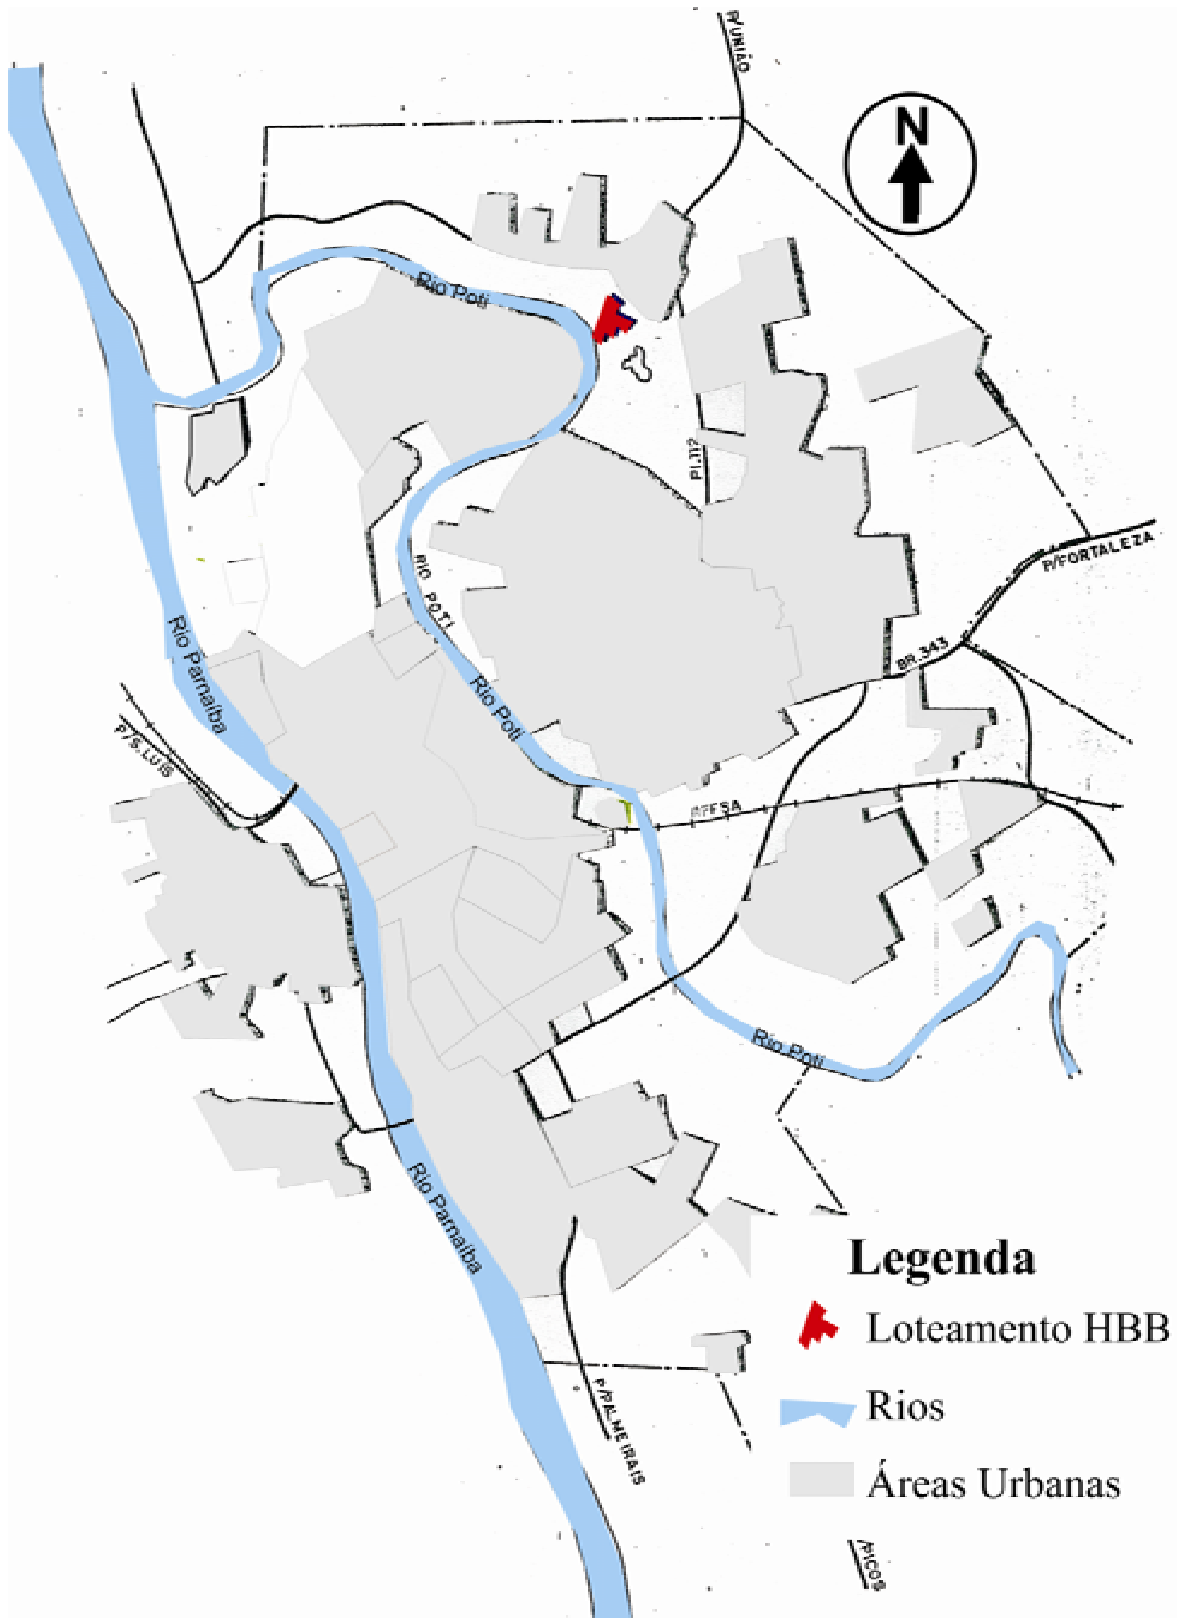 P/UNIÃO
N
Rio Poti
PI.112
P/FORTALEZA
RIO POTI
BR.343
Rio Parnaíba
Rio Poti
P/S.LUIS
RFFSA
Rio Poti
Rio Parnaíba
Legenda
Loteamento HBB
P/PALMEIRAIS
Rios
Áreas Urbanas
/PICOS